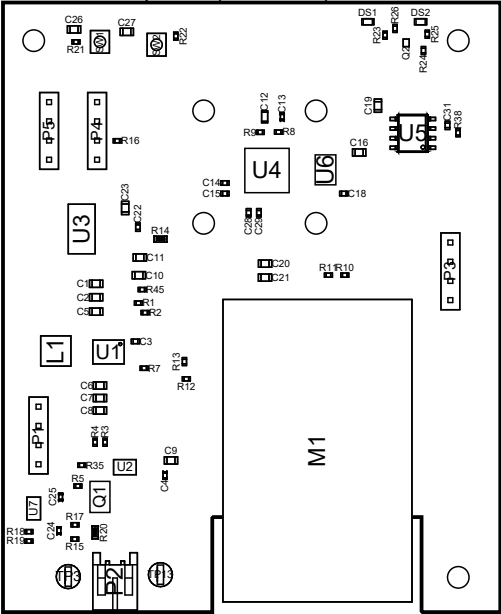 C26
C27
DS1
DS2
R26
R21
SW1
SW2
R22
R23
R25
Q2
R24
P5
P4
C12
C13
C19
R16
R9
R8
U5
C31
R38
C16
U4
U6
C14
C15
C18
C23
C22
C28
C29
U3
R14
P3
C11
C10
C20
C21
R11
R10
C1
C2
C5
R45
R1
R2
L1
U1
C3
R7
R13
R12
C6
C7
C8
P1
R4
R3
M1
R35
U2
C9
C4
R5
Q1
C25
U7
R17
R18
R19
C24
R15
R20
TP3
P2
TP13